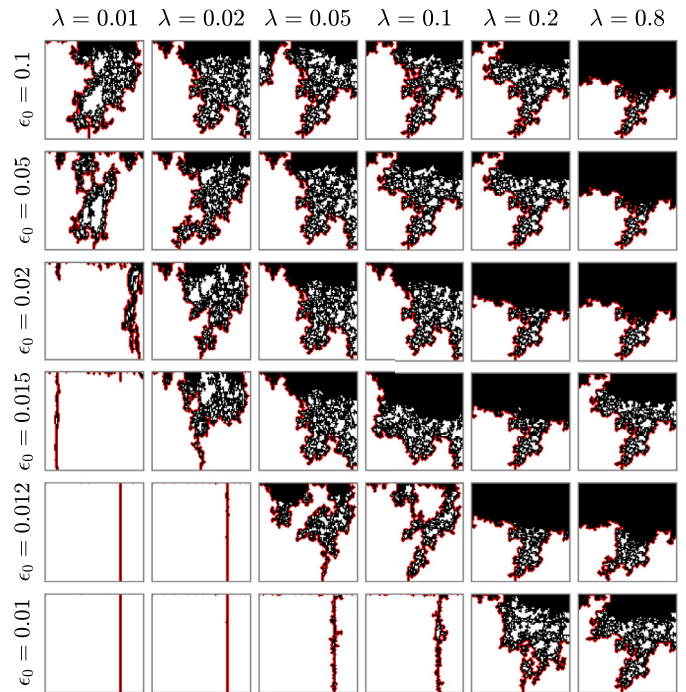 λ = 0.01 λ = 0.02 λ = 0.05 λ = 0.1 λ = 0.2 λ = 0.8
ϵ₀ = 0.1
ϵ₀ = 0.05
ϵ₀ = 0.02
ϵ₀ = 0.015
ϵ₀ = 0.012
ϵ₀ = 0.01